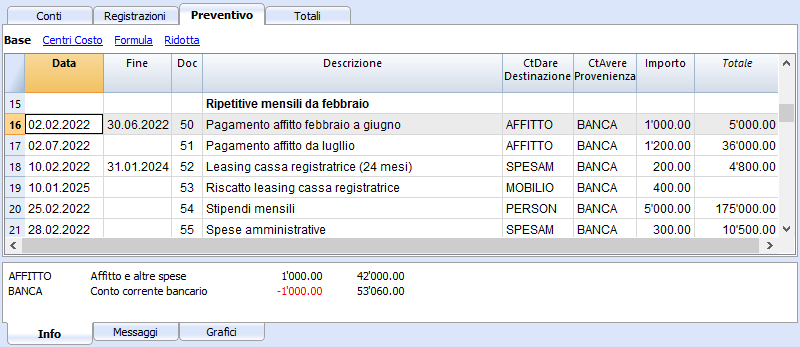 Conti Registrazioni Preventivo Totali
Base Centri Costo Formula Ridotta
Data Fine Doc Descrizione CtDare Destinazione CtAvere Provenienza Importo Totale
15 Ripetitive mensili da febbraio
16 02.02.2022 30.06.2022 50 Pagamento affitto febbraio a giugno AFFITTO BANCA 1'000.00 5'000.00
17 02.07.2022 51 Pagamento affitto da lugllio AFFITTO BANCA 1'200.00 36'000.00
18 10.02.2022 31.01.2024 52 Leasing cassa registratrice (24 mesi) SPESAM BANCA 200.00 4'800.00
19 10.01.2025 53 Riscatto leasing cassa registratrice MOBILIO BANCA 400.00
20 25.02.2022 54 Stipendi mensili PERSON BANCA 5'000.00 175'000.00
21 28.02.2022 55 Spese amministrative SPESAM BANCA 300.00 10'500.00
AFFITTO Affitto e altre spese 1'000.00 42'000.00
BANCA Conto corrente bancario -1'000.00 53'060.00
Info Messaggi Grafici